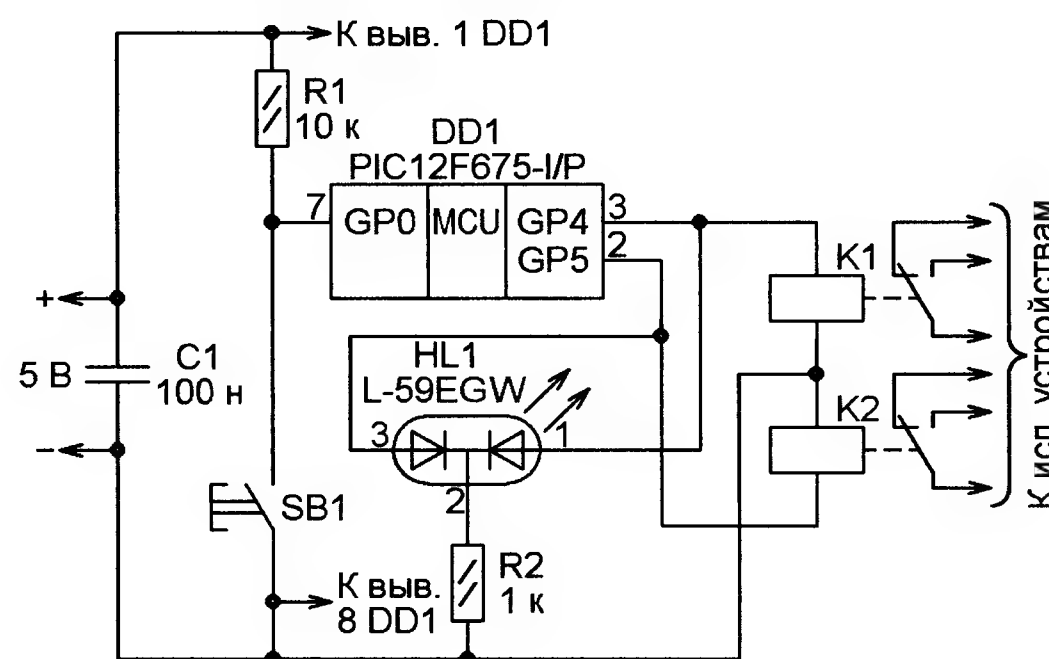 К выв. 1 DD1
R1
10 к
DD1
PIC12F675-I/P
7
GP0
MCU
GP4
3
GP5
2
K1
+
5 В
C1
100 н
−
HL1
L-59EGW
3
1
2
K2
SB1
К выв.
8 DD1
R2
1 к
К исп. устройствам